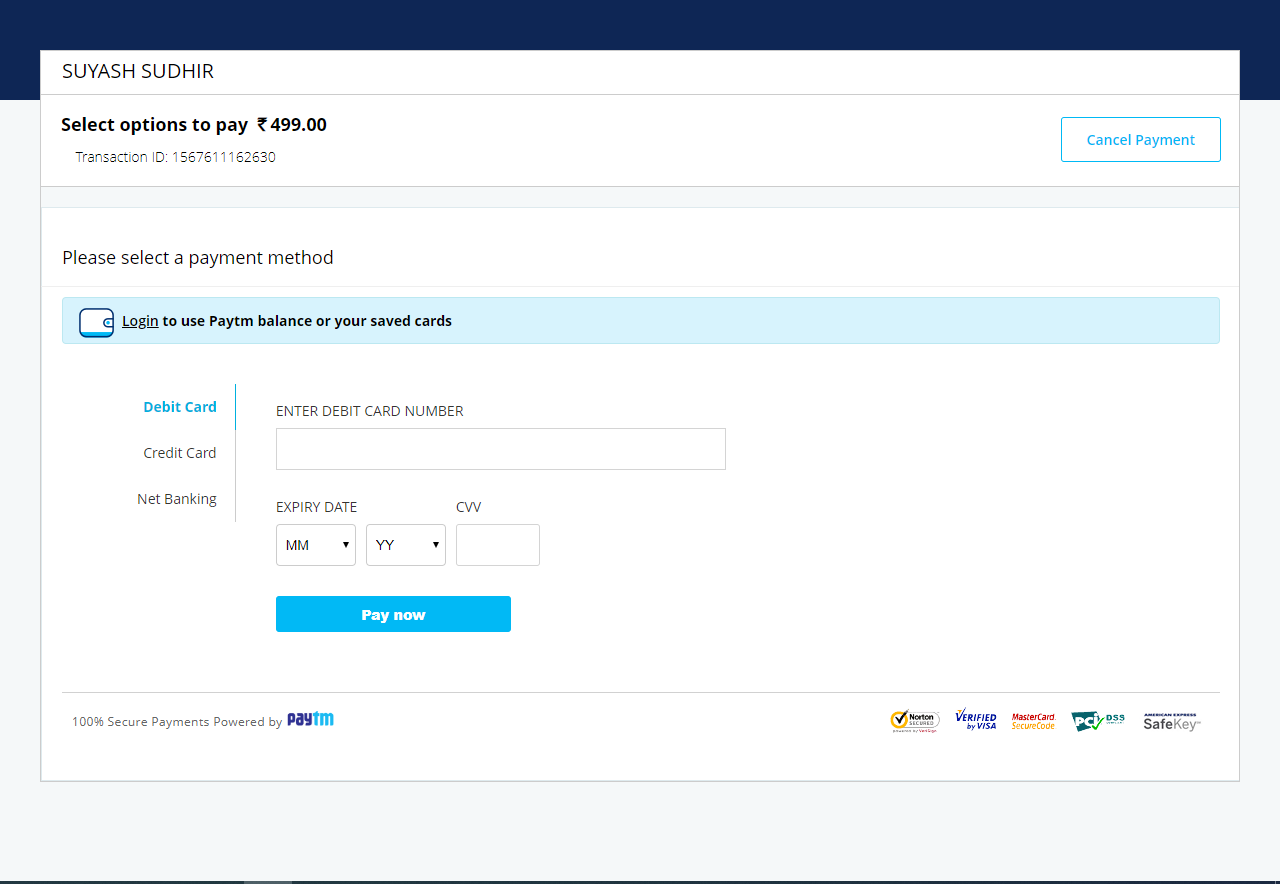 SUYASH SUDHIR
Select options to pay ₹ 499.00
Cancel Payment
Transaction ID: 1567611162630
Please select a payment method
Login to use Paytm balance or your saved cards
Debit Card
Credit Card
Net Banking
ENTER DEBIT CARD NUMBER
EXPIRY DATE
CVV
MM
YY
Pay now
100% Secure Payments Powered by paytm
Norton
SECURED
powered by VeriSign
VERIFIED
by VISA
MasterCard
SecureCode
PCI DSS
AMERICAN EXPRESS
SafeKey